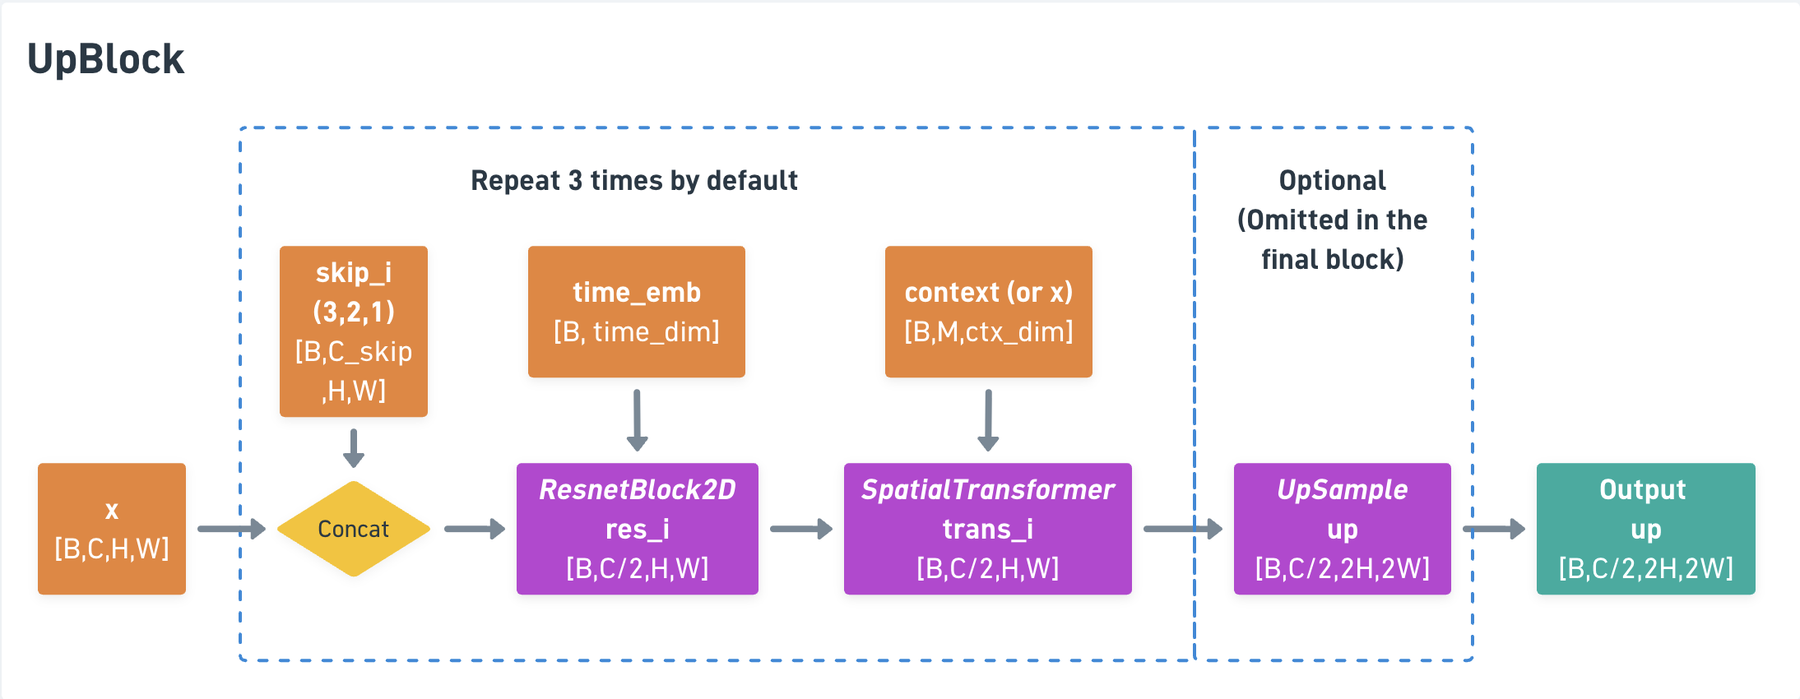 UpBlock
Repeat 3 times by default
Optional
(Omitted in the
final block)
skip_i
(3,2,1)
[B,C_skip
,H,W]
time_emb
[B, time_dim]
context (or x)
[B,M,ctx_dim]
x
[B,C,H,W]
Concat
ResnetBlock2D
res_i
[B,C/2,H,W]
SpatialTransformer
trans_i
[B,C/2,H,W]
UpSample
up
[B,C/2,2H,2W]
Output
up
[B,C/2,2H,2W]